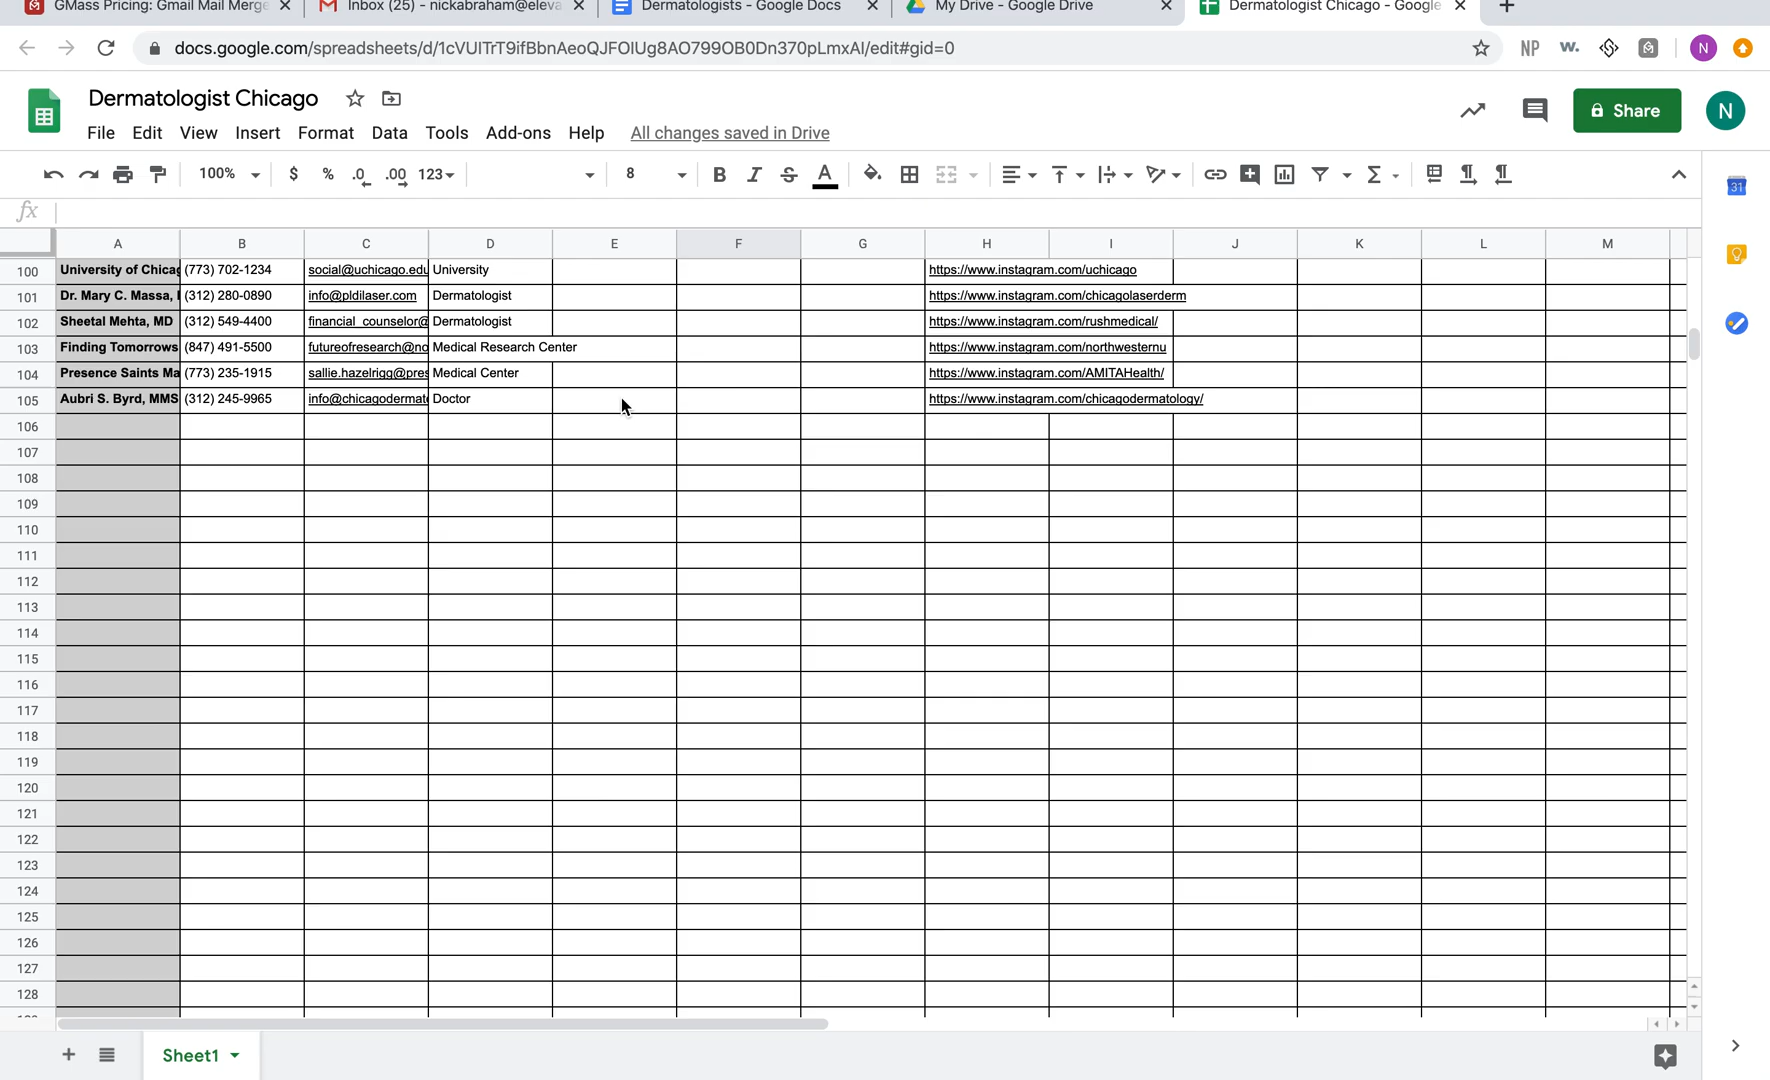 GMass Pricing: Gmail Mail Merge
Inbox (25) - nickabraham@eleva
Dermatologists - Google Docs
My Drive - Google Drive
Dermatologist Chicago - Google
docs.google.com/spreadsheets/d/1cVUITrT9ifBbnAeoQJFOIUg8AO799OB0Dn370pLmxAI/edit#gid=0
NP W. N
Dermatologist Chicago
File Edit View Insert Format Data Tools Add-ons Help All changes saved in Drive
Share
N
100% $ % .0 .00 123 8 B I S A
31
fx
A B C D E F G H I J K L M
100 University of Chicag (773) 702-1234 social@uchicago.edu University https://www.instagram.com/uchicago
101 Dr. Mary C. Massa, (312) 280-0890 info@pldilaser.com Dermatologist https://www.instagram.com/chicagolaserderm
102 Sheetal Mehta, MD (312) 549-4400 financial_counselor@ Dermatologist https://www.instagram.com/rushmedical/
103 Finding Tomorrows (847) 491-5500 futureofresearch@no Medical Research Center https://www.instagram.com/northwesternu
104 Presence Saints Ma (773) 235-1915 sallie.hazelrigg@pres Medical Center https://www.instagram.com/AMITAHealth/
105 Aubri S. Byrd, MMS (312) 245-9965 info@chicagodermato Doctor https://www.instagram.com/chicagodermatology/
106
107
108
109
110
111
112
113
114
115
116
117
118
119
120
121
122
123
124
125
126
127
128
Sheet1